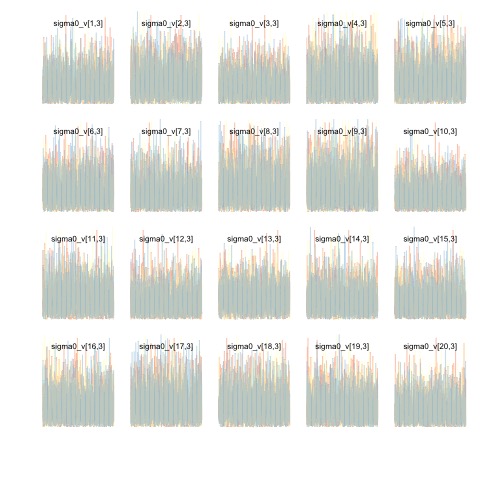 sigma0_v[1,3] sigma0_v[2,3] sigma0_v[3,3] sigma0_v[4,3] sigma0_v[5,3]
sigma0_v[6,3] sigma0_v[7,3] sigma0_v[8,3] sigma0_v[9,3] sigma0_v[10,3]
sigma0_v[11,3] sigma0_v[12,3] sigma0_v[13,3] sigma0_v[14,3] sigma0_v[15,3]
sigma0_v[16,3] sigma0_v[17,3] sigma0_v[18,3] sigma0_v[19,3] sigma0_v[20,3]